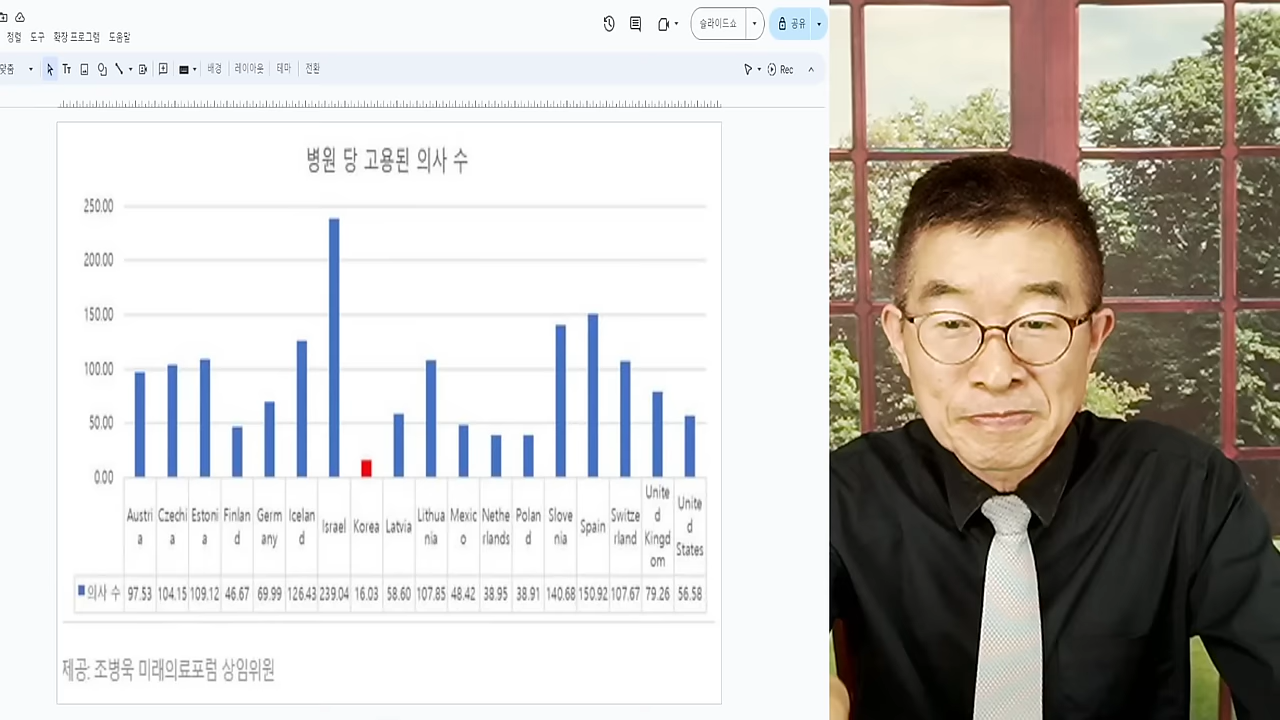 정렬 도구 확장 프로그램 도움말
슬라이드쇼
공유
맞춤
Tт
배경 레이아웃 테마 전환
Rec
병원 당 고용된 의사 수
250.00
200.00
150.00
100.00
50.00
0.00
Austria Czechia Estonia Finland Germany Iceland Israel Korea Latvia Lithuania Mexico Netherlands Poland Slovenia Spain Switzerland United Kingdom United States
의사 수 97.53 104.15 109.12 46.67 69.99 126.43 239.04 16.03 58.60 107.85 48.42 38.95 38.91 140.68 150.92 107.67 79.26 56.58
제공: 조병욱 미래의료포럼 상임위원